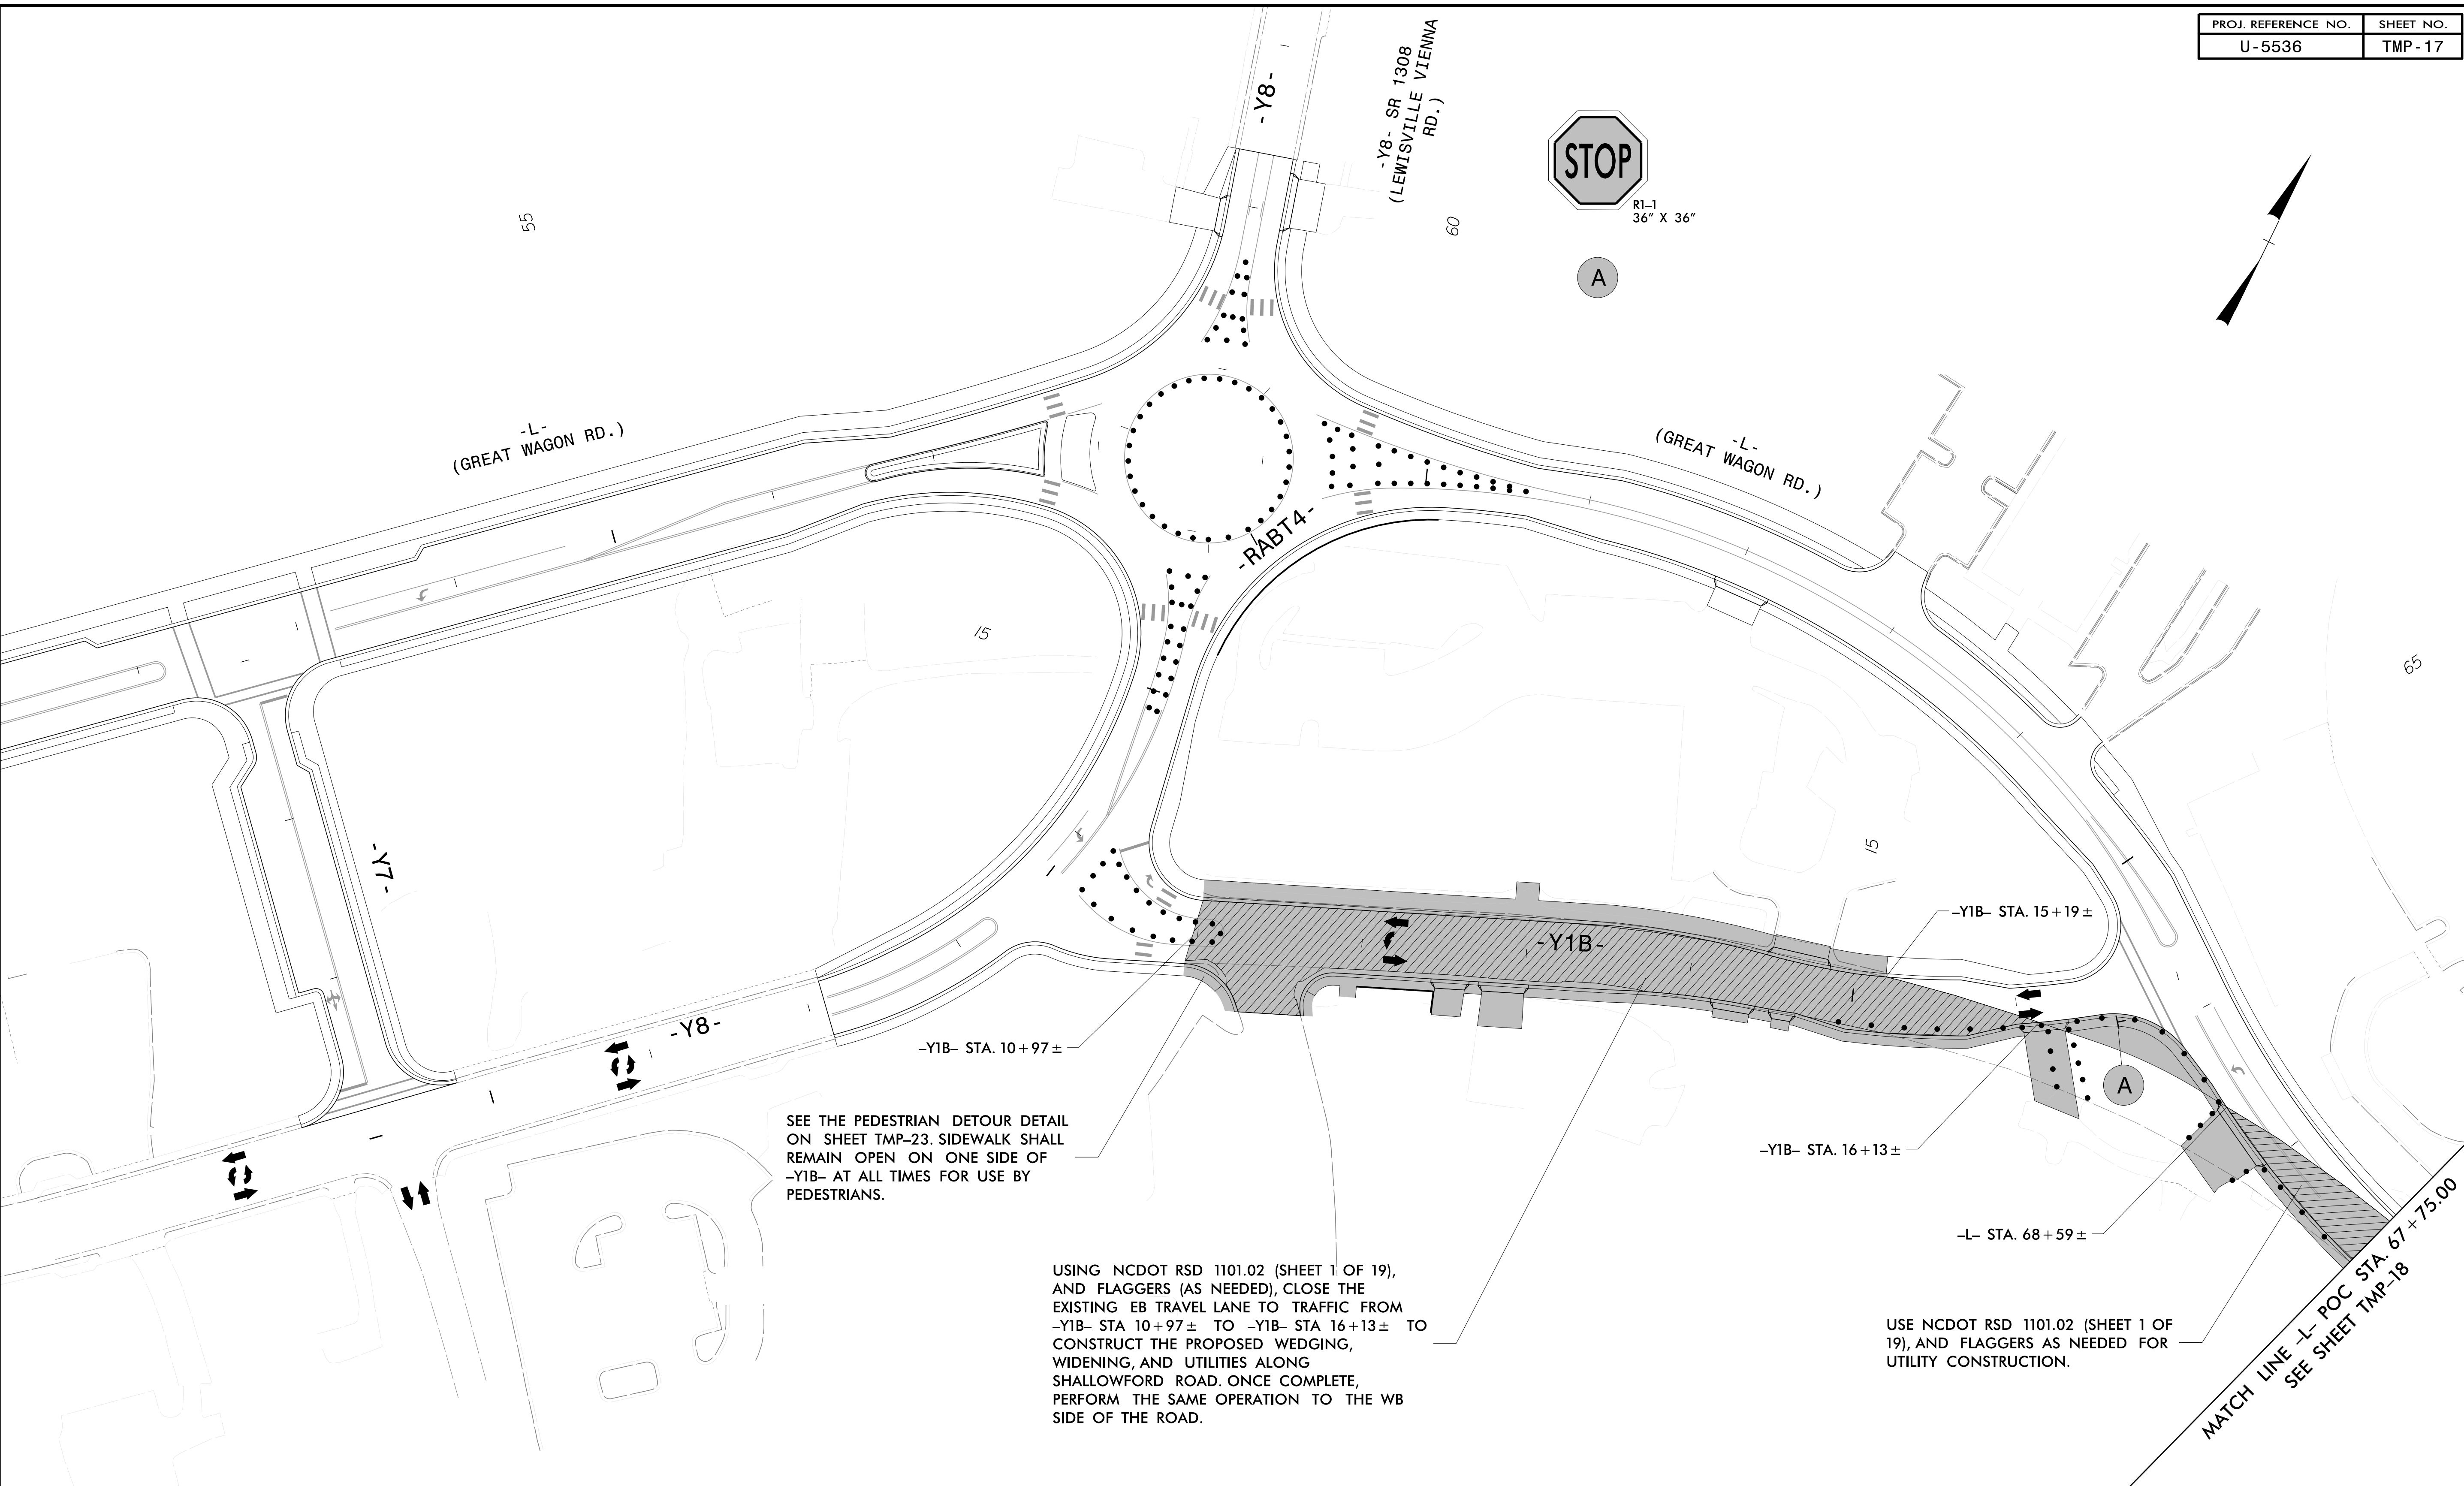 PROJ. REFERENCE NO. SHEET NO.
U-5536 TMP-17
-Y8-
-Y8- SR 1308
(LEWISVILLE VIENNA
RD.)
STOP
R1-1
36" X 36"
A
55
60
-L-
(GREAT WAGON RD.)
-L-
(GREAT WAGON RD.)
-RABT4-
15
65
-Y7-
15
-Y1B- STA. 15+19±
-Y1B-
-Y8-
-Y1B- STA. 10+97±
A
SEE THE PEDESTRIAN DETOUR DETAIL
ON SHEET TMP-23. SIDEWALK SHALL
REMAIN OPEN ON ONE SIDE OF
-Y1B- AT ALL TIMES FOR USE BY
PEDESTRIANS.
-Y1B- STA. 16+13±
-L- STA. 68+59±
USING NCDOT RSD 1101.02 (SHEET 1 OF 19),
AND FLAGGERS (AS NEEDED), CLOSE THE
EXISTING EB TRAVEL LANE TO TRAFFIC FROM
-Y1B- STA 10+97± TO -Y1B- STA 16+13± TO
CONSTRUCT THE PROPOSED WEDGING,
WIDENING, AND UTILITIES ALONG
SHALLOWFORD ROAD. ONCE COMPLETE,
PERFORM THE SAME OPERATION TO THE WB
SIDE OF THE ROAD.
USE NCDOT RSD 1101.02 (SHEET 1 OF
19), AND FLAGGERS AS NEEDED FOR
UTILITY CONSTRUCTION.
MATCH LINE -L- POC STA. 67+75.00
SEE SHEET TMP-18